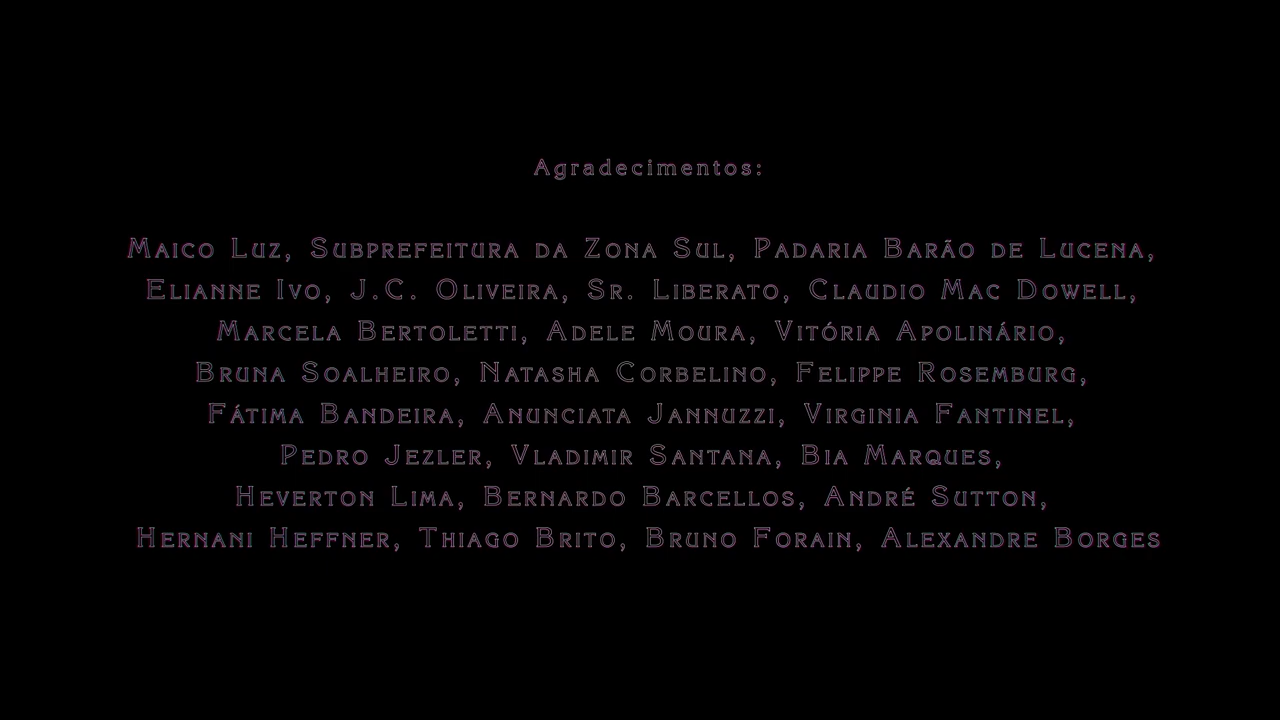 Agradecimentos:
Maico Luz, Subprefeitura da Zona Sul, Padaria Barão de Lucena,
Elianne Ivo, J.C. Oliveira, Sr. Liberato, Claudio Mac Dowell,
Marcela Bertoletti, Adele Moura, Vitória Apolinário,
Bruna Soalheiro, Natasha Corbelino, Felippe Rosemburg,
Fátima Bandeira, Anunciata Jannuzzi, Virginia Fantinel,
Pedro Jezler, Vladimir Santana, Bia Marques,
Heverton Lima, Bernardo Barcellos, André Sutton,
Hernani Heffner, Thiago Brito, Bruno Forain, Alexandre Borges